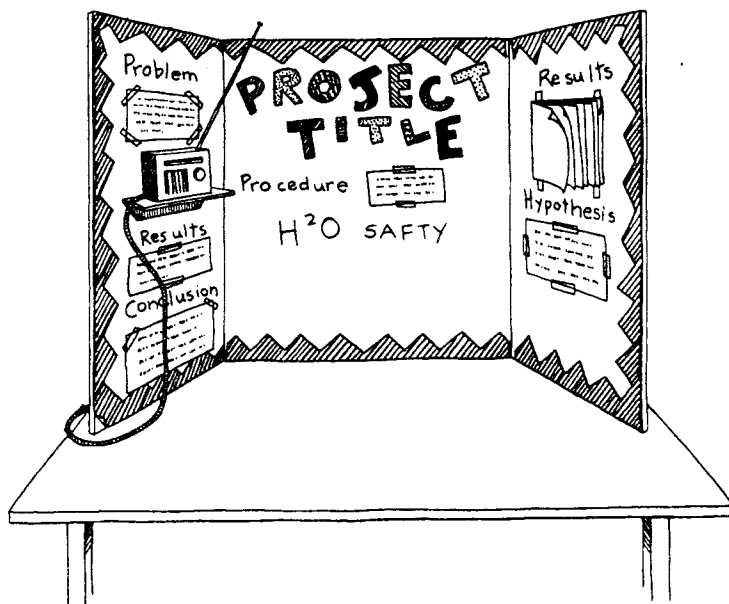 Problem
Results
Conclusion
PROJECT
TITLE
Procedure
H²O SAFTY
Results
Hypothesis